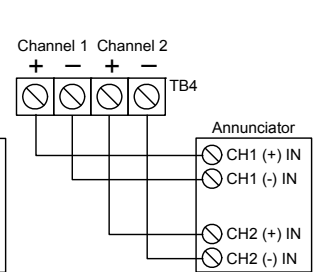 Channel 1 Channel 2
+ − + −
TB4
Annunciator
CH1 (+) IN
CH1 (-) IN
CH2 (+) IN
CH2 (-) IN